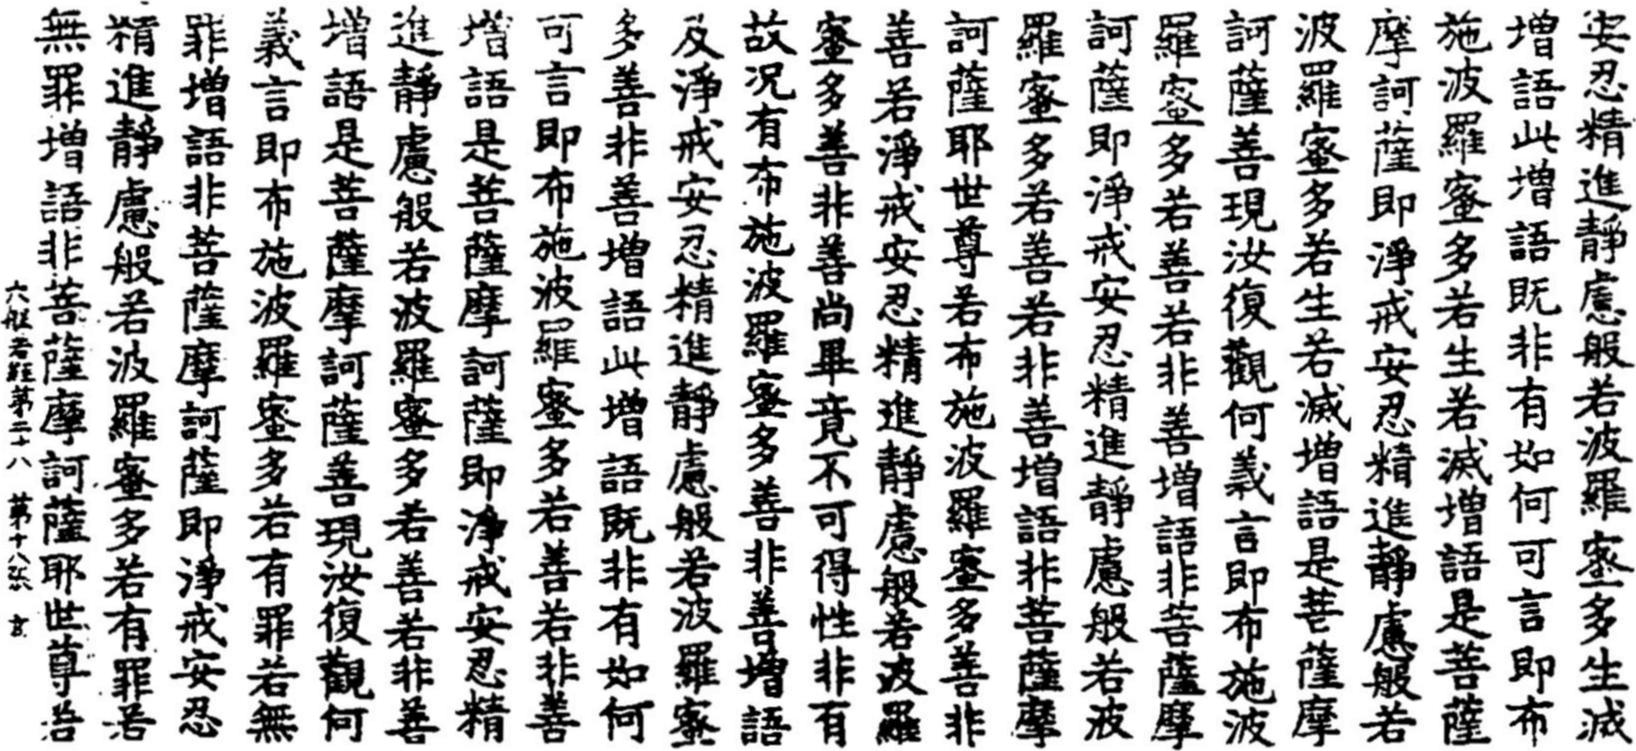 安忍精進靜慮般若波羅蜜多生滅
增語此增語既非有如何可言即布
施波羅蜜多若生若滅增語是菩薩
摩訶薩即淨戒安忍精進靜慮般若
波羅蜜多若生若滅增語是菩薩摩
訶薩善現汝復觀何義言即布施波
羅蜜多若善若非善增語非菩薩摩
訶薩即淨戒安忍精進靜慮般若波
羅蜜多若善若非善增語非菩薩摩
訶薩耶世尊若布施波羅蜜多善非
善若淨戒安忍精進靜慮般若波羅
蜜多善非善尚畢竟不可得性非有
故況有布施波羅蜜多善非善增語
及淨戒安忍精進靜慮般若波羅蜜
多善非善增語此增語既非有如何
可言即布施波羅蜜多若善若非善
增語是菩薩摩訶薩即淨戒安忍精
進靜慮般若波羅蜜多若善若非善
增語是菩薩摩訶薩善現汝復觀何
義言即布施波羅蜜多若有罪若無
罪增語非菩薩摩訶薩即淨戒安忍
精進靜慮般若波羅蜜多若有罪若
無罪增語非菩薩摩訶薩耶世尊若
般若經第二十八 第十八張